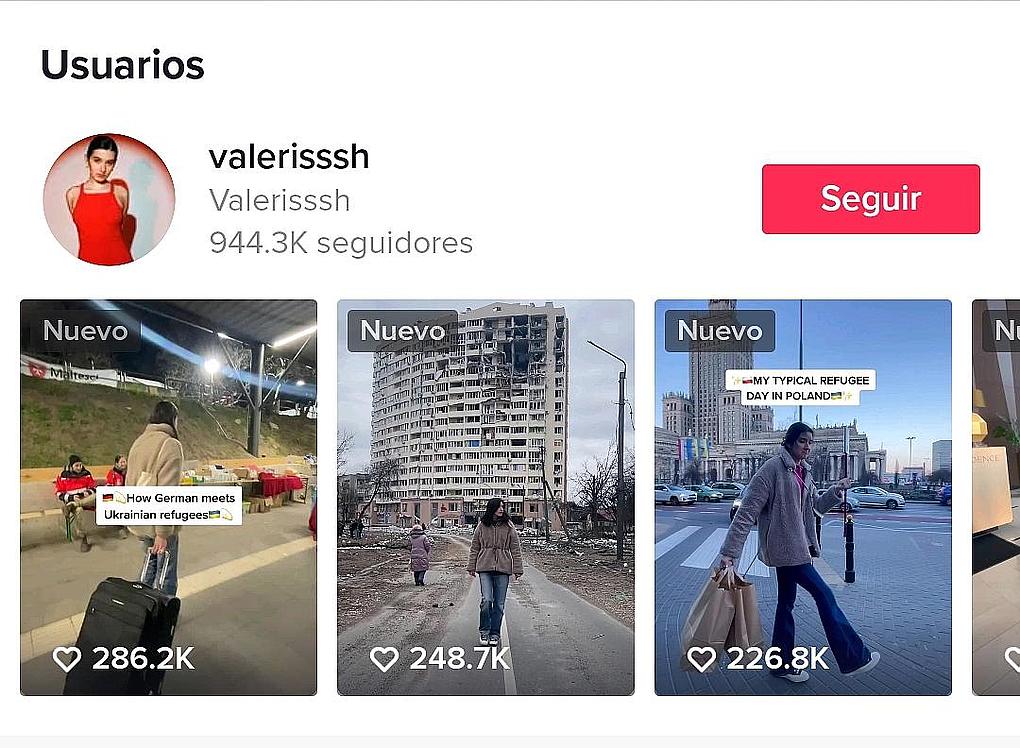 Usuarios
valerisssh
Valerisssh
944.3K seguidores
Seguir
Nuevo
Malteser
🇩🇪💫How German meets
Ukrainian refugees🇺🇦💫
286.2K
Nuevo
248.7K
Nuevo
✨🇵🇱MY TYPICAL REFUGEE
DAY IN POLAND🇺🇦✨
226.8K